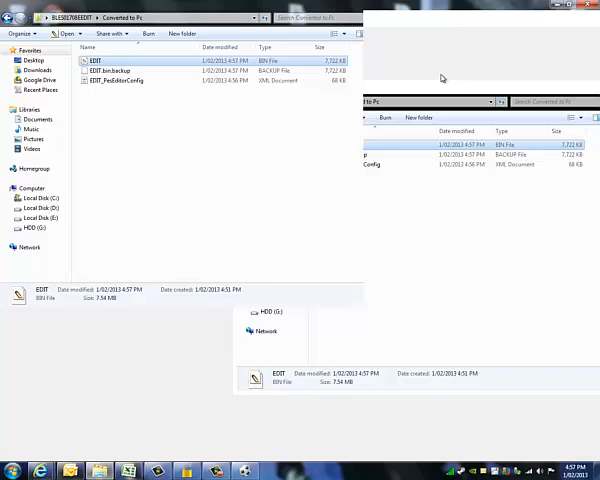 BLES01708EEDIT ▸ Converted to Pc
Search Converted to Pc
Organize Open Share with Burn New folder
Name Date modified Type Size
Favorites
Desktop
Downloads
Google Drive
Recent Places
Libraries
Documents
Music
Pictures
Videos
Homegroup
Computer
Local Disk (C:)
Local Disk (D:)
Local Disk (E:)
HDD (G:)
Network
EDIT 1/02/2013 4:57 PM BIN File 7,722 KB
EDIT.bin.backup 1/02/2013 4:57 PM BACKUP File 7,722 KB
EDIT_PesEditorConfig 1/02/2013 4:56 PM XML Document 68 KB
EDIT Date modified: 1/02/2013 4:57 PM Date created: 1/02/2013 4:51 PM
BIN File Size: 7.54 MB
to Pc Search Converted to Pc
Burn New folder
Date modified Type Size
1/02/2013 4:57 PM BIN File 7,722 KB
p 1/02/2013 4:57 PM BACKUP File 7,722 KB
Config 1/02/2013 4:56 PM XML Document 68 KB
HDD (G:)
Network
EDIT Date modified: 1/02/2013 4:57 PM Date created: 1/02/2013 4:51 PM
BIN File Size: 7.54 MB
4:57 PM
1/02/2013